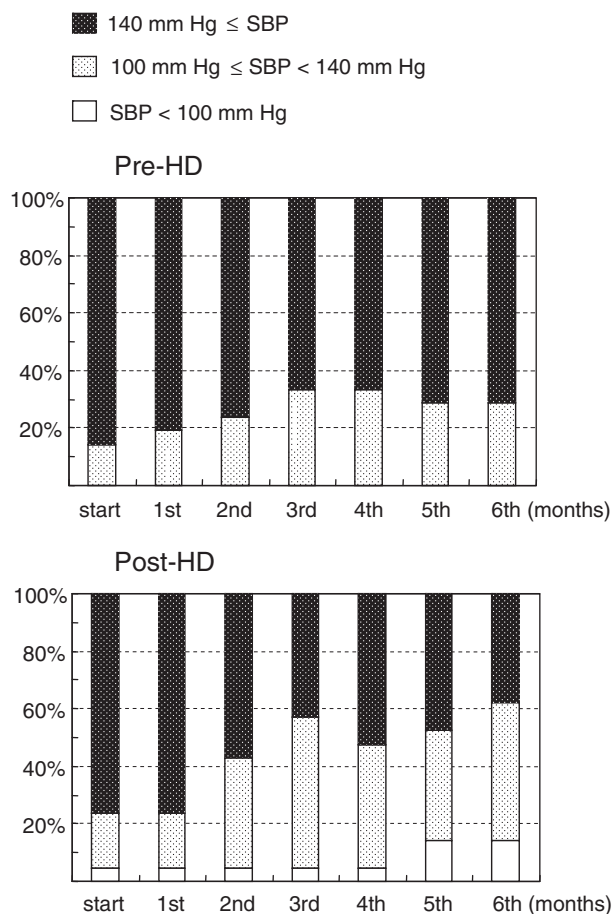 140 mm Hg ≤ SBP
100 mm Hg ≤ SBP < 140 mm Hg
SBP < 100 mm Hg
Pre-HD
100%
80%
60%
40%
20%
start 1st 2nd 3rd 4th 5th 6th (months)
Post-HD
100%
80%
60%
40%
20%
start 1st 2nd 3rd 4th 5th 6th (months)